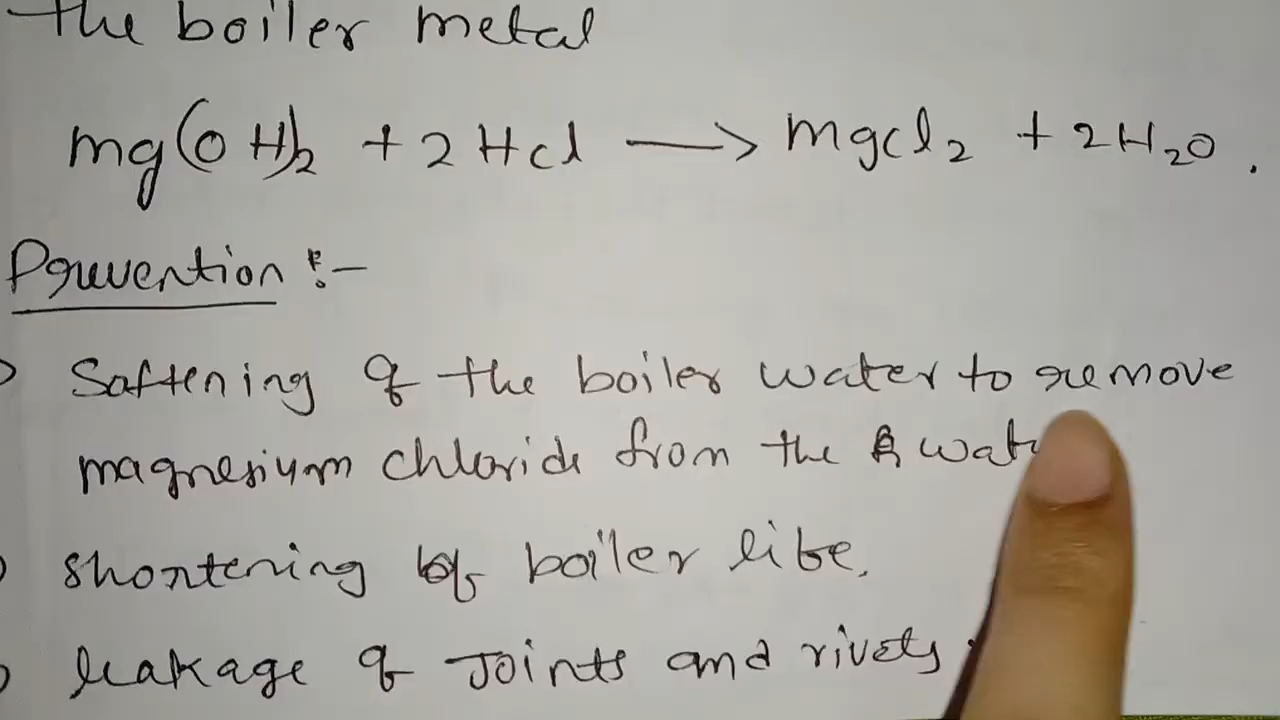 the boiler metal
mg(OH)2 + 2Hcl → mgcl2 + 2H2O.
Prevention :-
Softening of the boiler water to remove
magnesium chloride from the
shortening of boiler life.
leakage of Joints and rivets